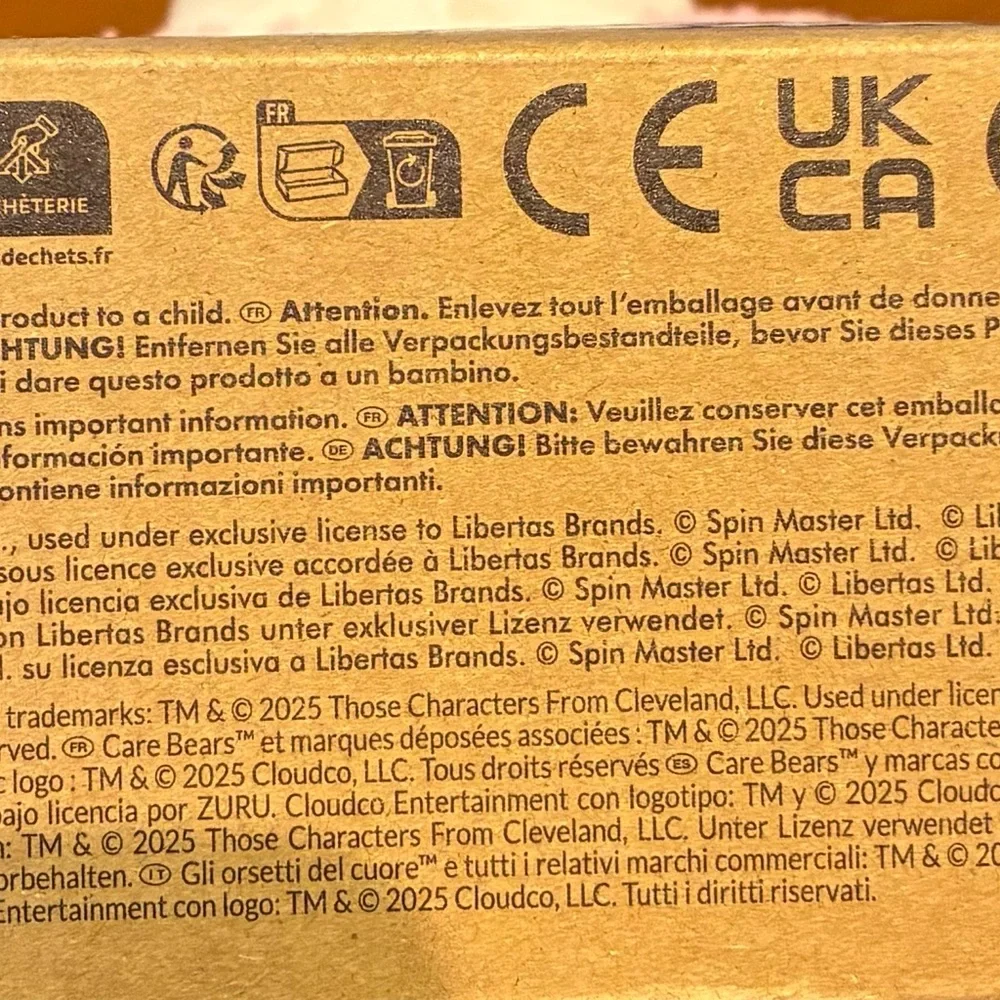 HÈTERIE
dechets.fr
FR
CE
UK
CA
roduct to a child. FR Attention. Enlevez tout l'emballage avant de donne
HTUNG! Entfernen Sie alle Verpackungsbestandteile, bevor Sie dieses P
i dare questo prodotto a un bambino.
ns important information. FR ATTENTION: Veuillez conserver cet emballa
formación importante. DE ACHTUNG! Bitte bewahren Sie diese Verpack
ontiene informazioni importanti.
., used under exclusive license to Libertas Brands. © Spin Master Ltd. © Li
sous licence exclusive accordée à Libertas Brands. © Spin Master Ltd. © Lib
ajo licencia exclusiva de Libertas Brands. © Spin Master Ltd. © Libertas Ltd.
on Libertas Brands unter exklusiver Lizenz verwendet. © Spin Master Ltd.
l. su licenza esclusiva a Libertas Brands. © Spin Master Ltd. © Libertas Ltd.
trademarks: TM & © 2025 Those Characters From Cleveland, LLC. Used under licen
rved. FR Care Bears™ et marques déposées associées : TM & © 2025 Those Characte
c logo : TM & © 2025 Cloudco, LLC. Tous droits réservés ES Care Bears™ y marcas co
bajo licencia por ZURU. Cloudco Entertainment con logotipo: TM y © 2025 Cloudc
n: TM & © 2025 Those Characters From Cleveland, LLC. Unter Lizenz verwendet
orbehalten. IT Gli orsetti del cuore™ e tutti i relativi marchi commerciali: TM & © 20
Entertainment con logo: TM & © 2025 Cloudco, LLC. Tutti i diritti riservati.